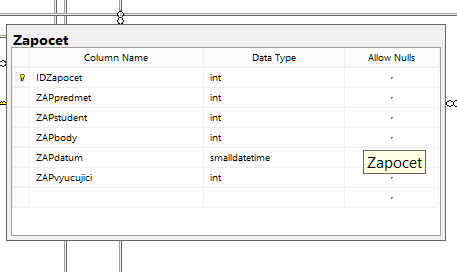 Zapocet
Column Name Data Type Allow Nulls
IDZapocet int
ZAPpredmet int
ZAPstudent int
ZAPbody int
ZAPdatum smalldatetime
Zapocet
ZAPvyucujici int